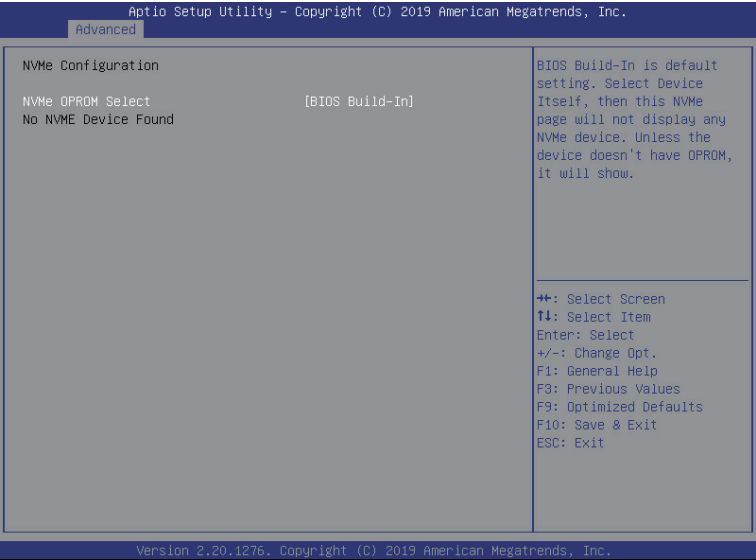 Aptio Setup Utility – Copyright (C) 2019 American Megatrends, Inc.
Advanced
NVMe Configuration
NVMe OPROM Select [BIOS Build-In]
No NVME Device Found
BIOS Build-In is default
setting. Select Device
Itself, then this NVMe
page will not display any
NVMe device. Unless the
device doesn't have OPROM,
it will show.
→←: Select Screen
↑↓: Select Item
Enter: Select
+/-: Change Opt.
F1: General Help
F3: Previous Values
F9: Optimized Defaults
F10: Save & Exit
ESC: Exit
Version 2.20.1276. Copyright (C) 2019 American Megatrends, Inc.